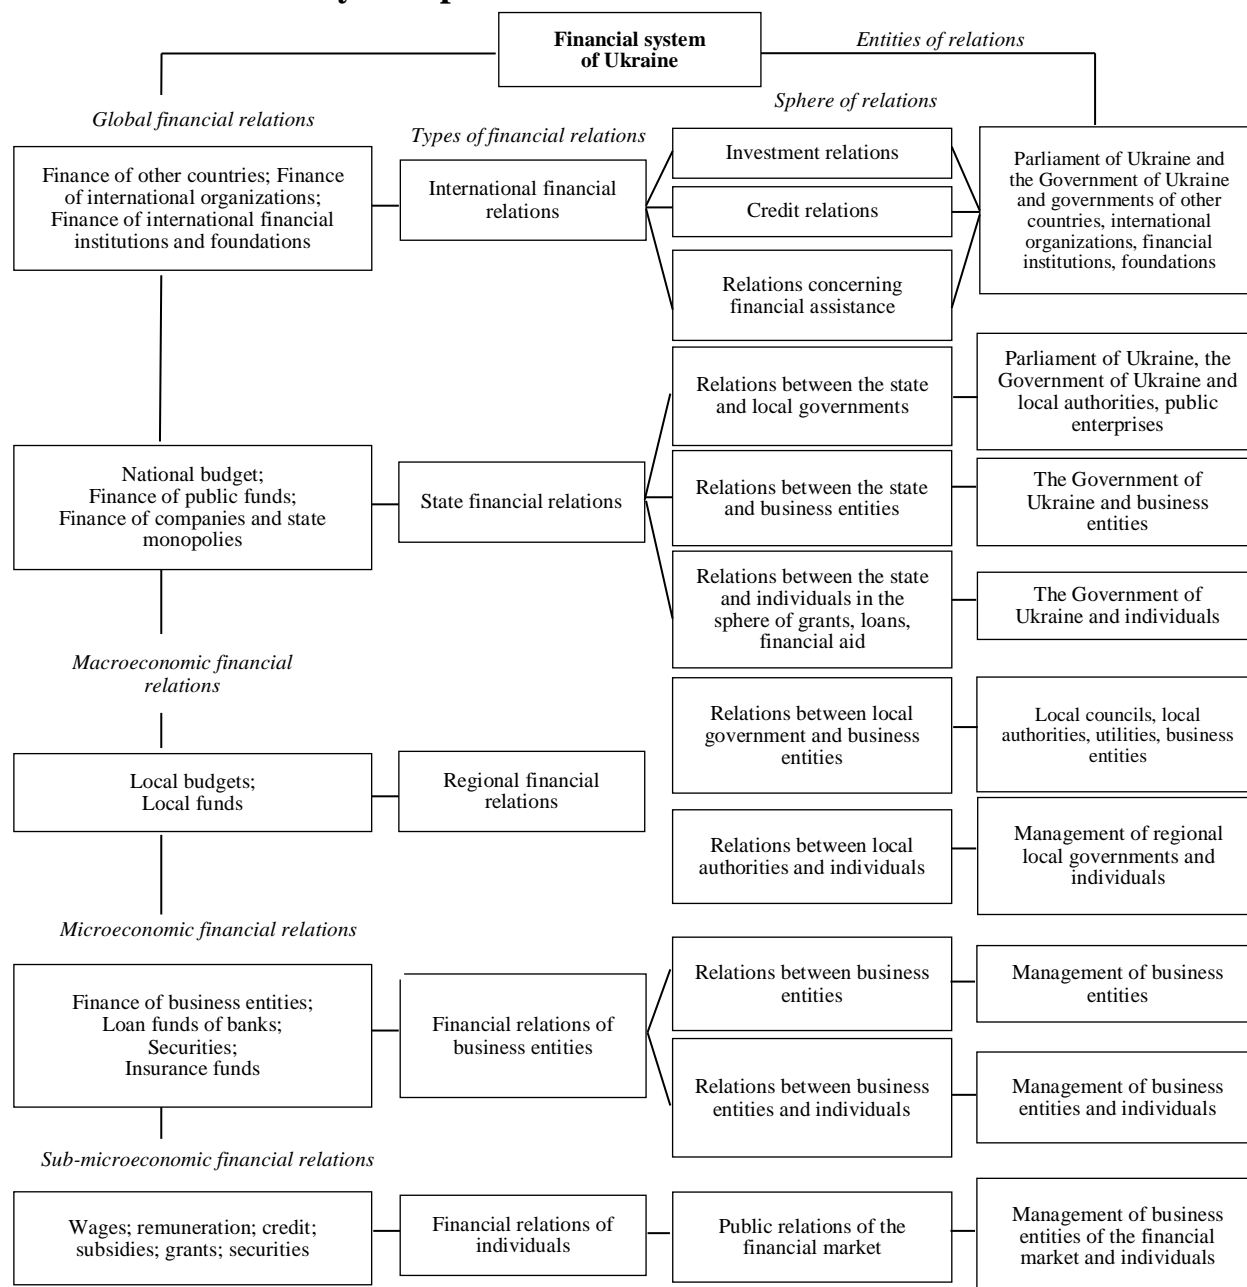 Financial system
of Ukraine
Entities of relations
Global financial relations
Types of financial relations
Sphere of relations
Finance of other countries; Finance
of international organizations;
Finance of international financial
institutions and foundations
International financial
relations
Investment relations
Credit relations
Relations concerning
financial assistance
Parliament of Ukraine and
the Government of Ukraine
and governments of other
countries, international
organizations, financial
institutions, foundations
National budget;
Finance of public funds;
Finance of companies and state
monopolies
State financial relations
Relations between the state
and local governments
Parliament of Ukraine, the
Government of Ukraine and
local authorities, public
enterprises
Relations between the state
and business entities
The Government of
Ukraine and business
entities
Relations between the state
and individuals in the
sphere of grants, loans,
financial aid
The Government of
Ukraine and individuals
Macroeconomic financial
relations
Local budgets;
Local funds
Regional financial
relations
Relations between local
government and business
entities
Local councils, local
authorities, utilities, business
entities
Relations between local
authorities and individuals
Management of regional
local governments and
individuals
Microeconomic financial relations
Finance of business entities;
Loan funds of banks;
Securities;
Insurance funds
Financial relations of
business entities
Relations between business
entities
Management of business
entities
Relations between business
entities and individuals
Management of business
entities and individuals
Sub-microeconomic financial relations
Wages; remuneration; credit;
subsidies; grants; securities
Financial relations of
individuals
Public relations of the
financial market
Management of business
entities of the financial
market and individuals